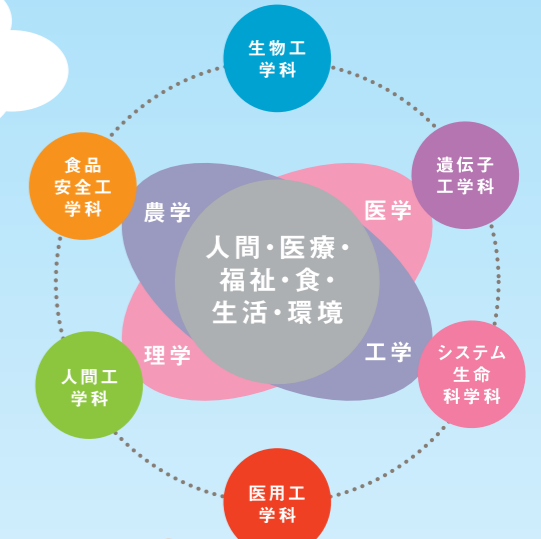 生物工
学科
食品
安全工
学科
遺伝子
工学科
農学
医学
人間・医療・
福祉・食・
生活・環境
理学
工学
人間工
学科
システム
生命
科学科
医用工
学科